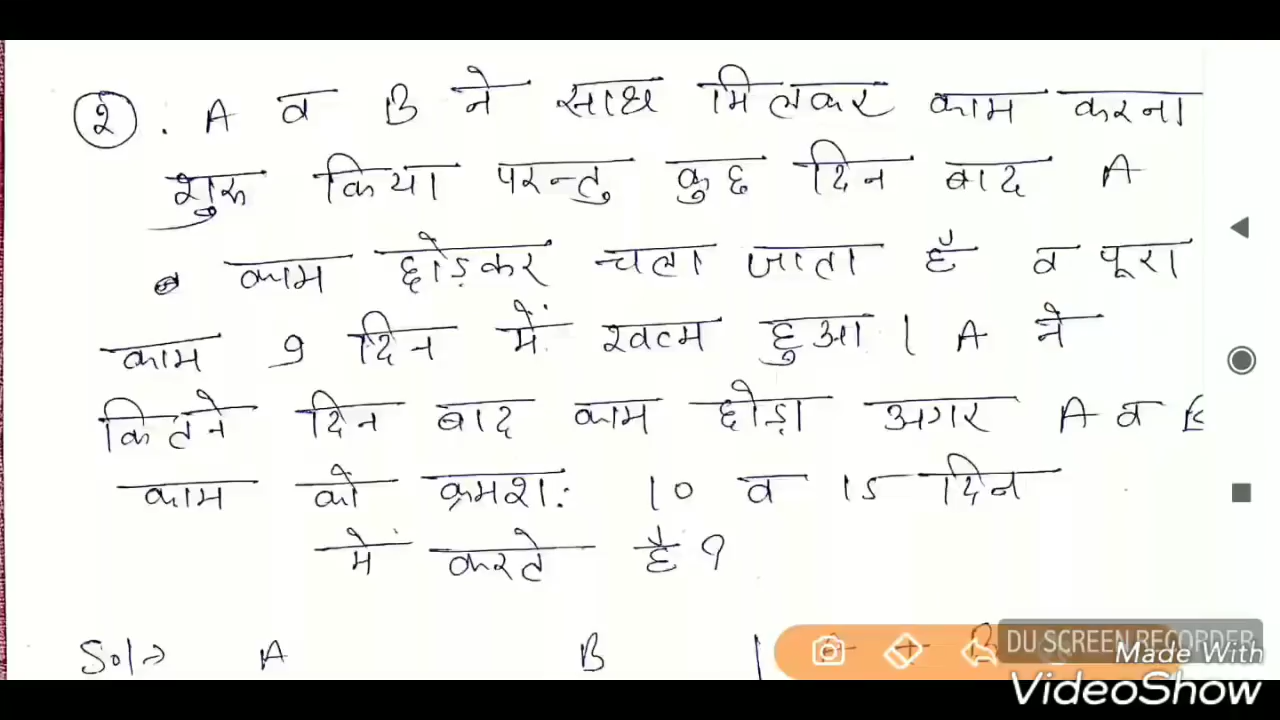 २. A व B ने साथ मिलकर काम करना
शुरू किया परन्तु कुछ दिन बाद A
काम छोड़कर चला जाता है व पूरा
काम 9 दिन में खत्म हुआ। A ने
कितने दिन बाद काम छोड़ा अगर A व B
काम को क्रमश: 10 व 15 दिन
में करते है?
Sol→ A B | A + B
DU SCREEN RECORDER
Made With
VideoShow